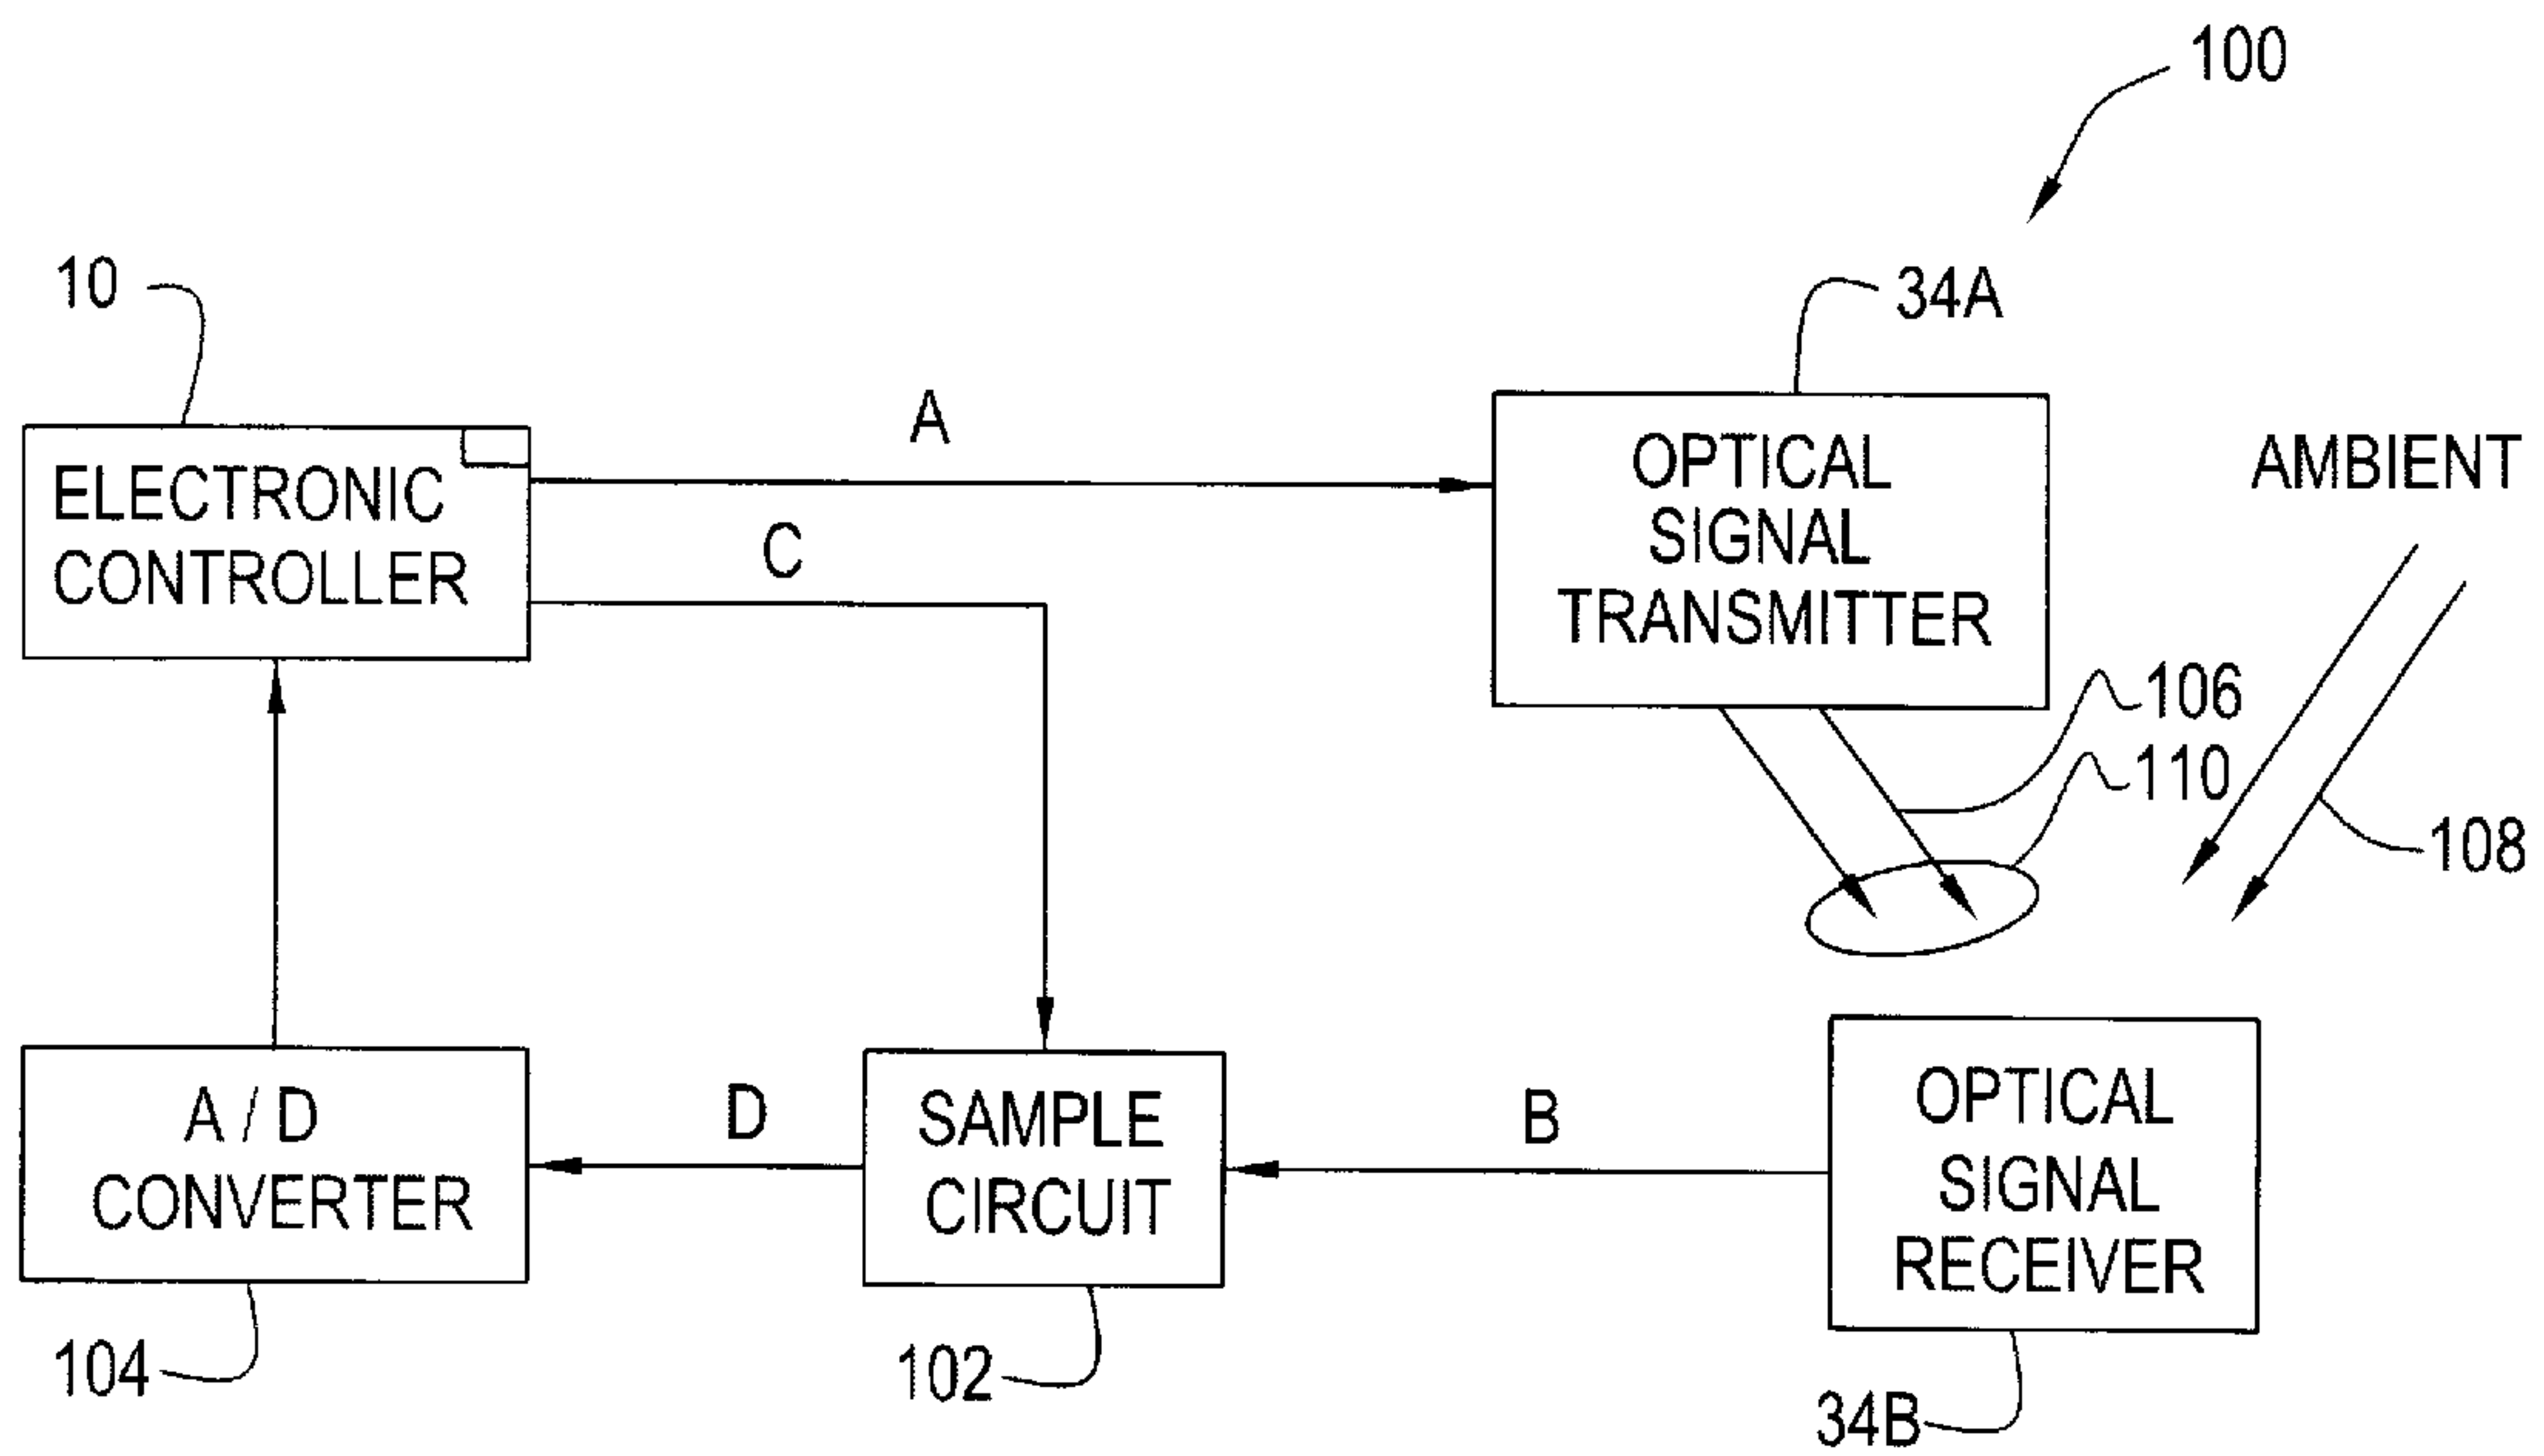 100
10
34A
A
ELECTRONIC
CONTROLLER
C
OPTICAL
SIGNAL
TRANSMITTER
AMBIENT
106
110
108
A / D
CONVERTER
D
SAMPLE
CIRCUIT
B
OPTICAL
SIGNAL
RECEIVER
104
102
34B